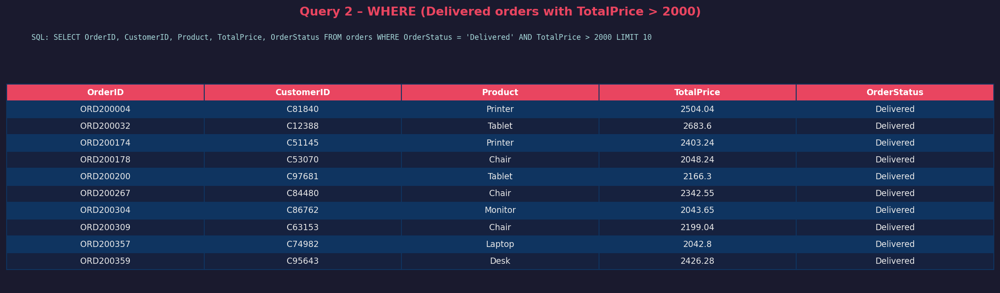 Query 2 – WHERE (Delivered orders with TotalPrice > 2000)
SQL: SELECT OrderID, CustomerID, Product, TotalPrice, OrderStatus FROM orders WHERE OrderStatus = 'Delivered' AND TotalPrice > 2000 LIMIT 10
OrderID CustomerID Product TotalPrice OrderStatus
ORD200004 C81840 Printer 2504.04 Delivered
ORD200032 C12388 Tablet 2683.6 Delivered
ORD200174 C51145 Printer 2403.24 Delivered
ORD200178 C53070 Chair 2048.24 Delivered
ORD200200 C97681 Tablet 2166.3 Delivered
ORD200267 C84480 Chair 2342.55 Delivered
ORD200304 C86762 Monitor 2043.65 Delivered
ORD200309 C63153 Chair 2199.04 Delivered
ORD200357 C74982 Laptop 2042.8 Delivered
ORD200359 C95643 Desk 2426.28 Delivered